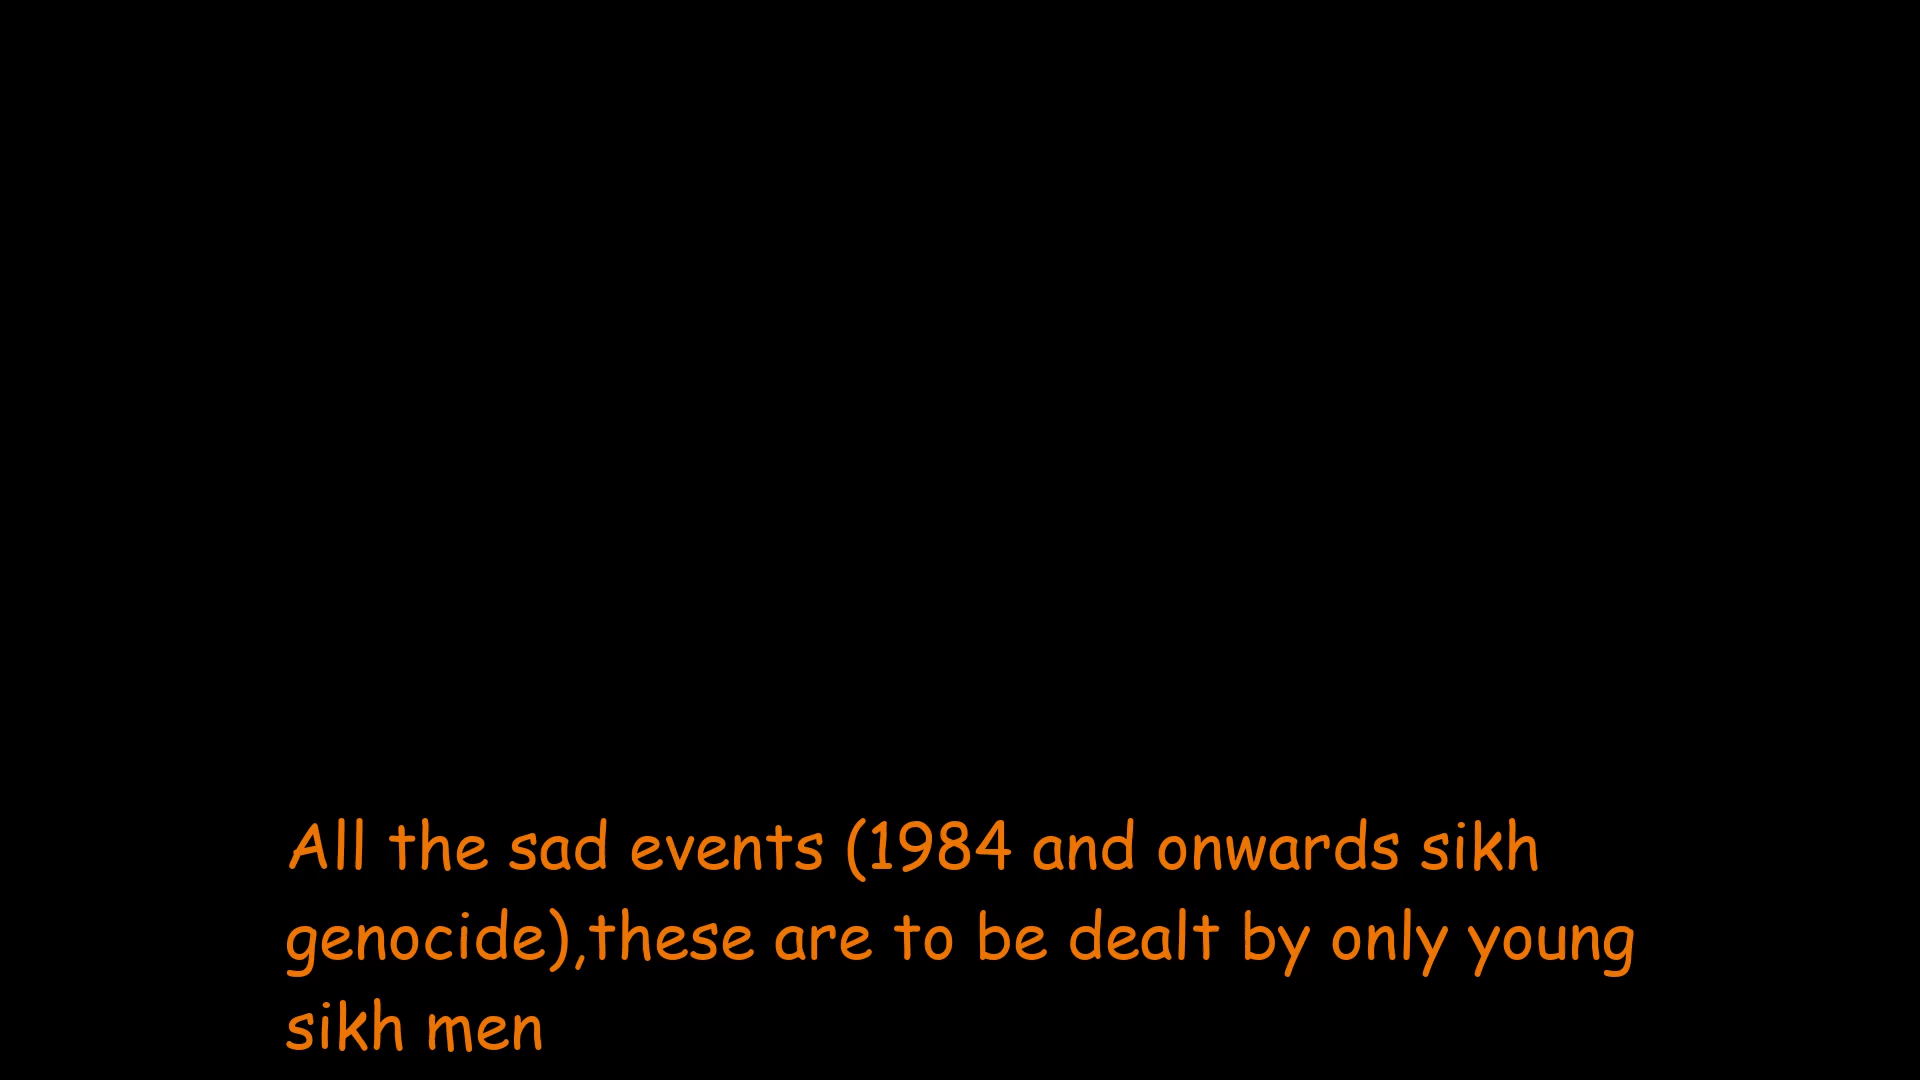 All the sad events (1984 and onwards sikh
genocide),these are to be dealt by only young
sikh men